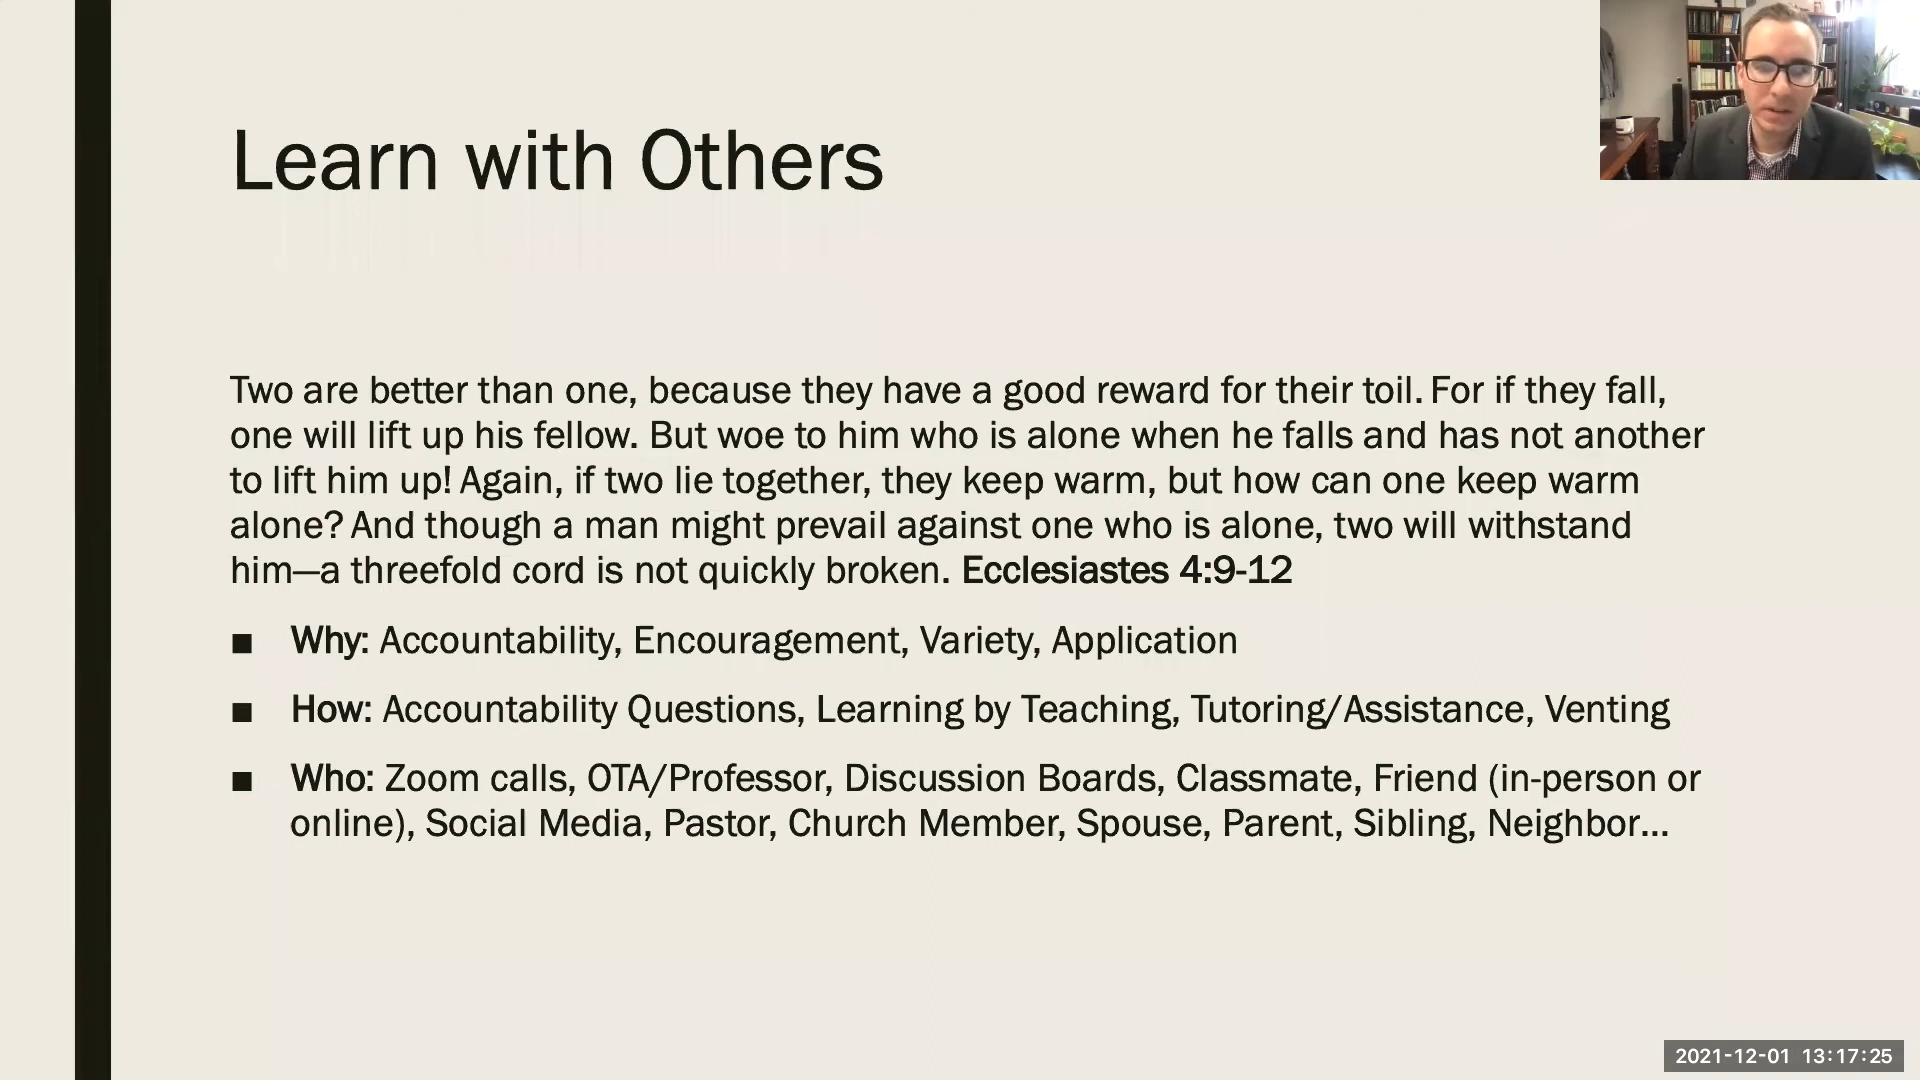 Learn with Others
Two are better than one, because they have a good reward for their toil. For if they fall,
one will lift up his fellow. But woe to him who is alone when he falls and has not another
to lift him up! Again, if two lie together, they keep warm, but how can one keep warm
alone? And though a man might prevail against one who is alone, two will withstand
him—a threefold cord is not quickly broken. Ecclesiastes 4:9-12
■ Why: Accountability, Encouragement, Variety, Application
■ How: Accountability Questions, Learning by Teaching, Tutoring/Assistance, Venting
■ Who: Zoom calls, OTA/Professor, Discussion Boards, Classmate, Friend (in-person or
online), Social Media, Pastor, Church Member, Spouse, Parent, Sibling, Neighbor...
2021-12-01 13:17:25